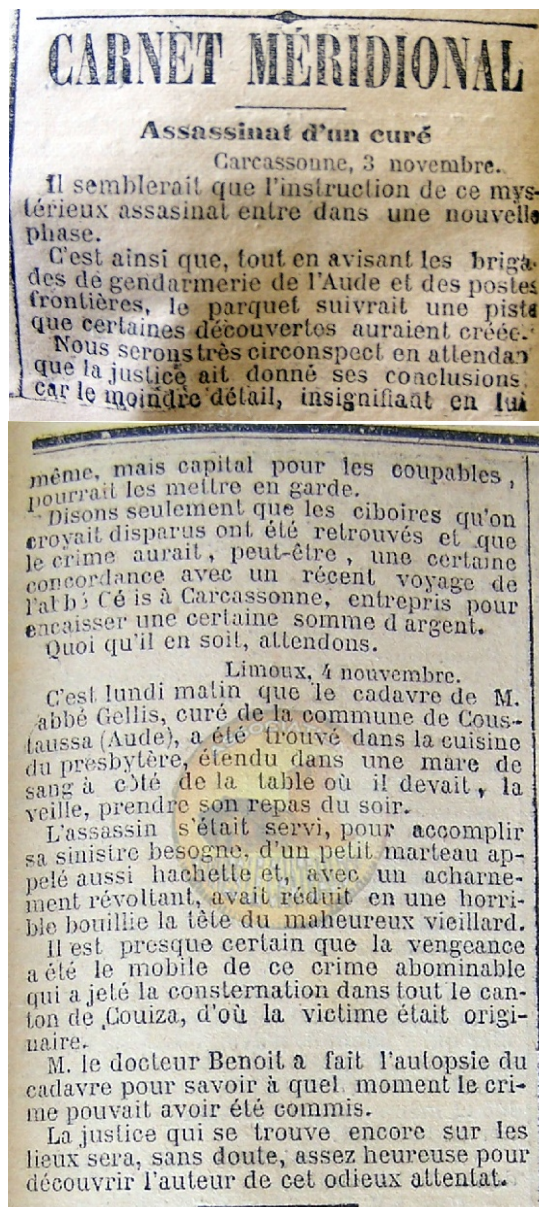 CARNET MÉRIDIONAL
Assassinat d'un curé
Carcassonne, 3 novembre.
Il semblerait que l'instruction de ce mys-
térieux assasinat entre dans une nouvelle
phase.
C'est ainsi que, tout en avisant les briga-
des de gendarmerie de l'Aude et des postes
frontières, le parquet suivrait une piste
que certaines découvertes auraient créée.
Nous serons très circonspect en attendan
que la justice ait donné ses conclusions,
car le moindre détail, insignifiant en lui
même, mais capital pour les coupables,
pourrait les mettre en garde.
Disons seulement que les ciboires qu'on
croyait disparus ont été retrouvés et que
le crime aurait, peut-être, une certaine
concordance avec un récent voyage de
l'abbé Gé is à Carcassonne, entrepris pour
encaisser une certaine somme d'argent.
Quoi qu'il en soit, attendons.
Limoux, 4 nouvembre.
C'est lundi matin que le cadavre de M.
abbé Gellis, curé de la commune de Cous-
taussa (Aude), a été trouvé dans la cuisine
du presbytère, étendu dans une mare de
sang à côté de la table où il devait, la
veille, prendre son repas du soir.
L'assassin s'était servi, pour accomplir
sa sinistre besogne, d'un petit marteau ap-
pelé aussi hachette et, avec un acharne-
ment révoltant, avait réduit en une horri-
ble bouillie la tête du maheureux vieillard.
Il est presque certain que la vengeance
a été le mobile de ce crime abominable
qui a jeté la consternation dans tout le can-
ton de Couiza, d'où la victime était origi-
naire.
M. le docteur Benoit a fait l'autopsie du
cadavre pour savoir à quel moment le cri-
me pouvait avoir été commis.
La justice qui se trouve encore sur les
lieux sera, sans doute, assez heureuse pour
découvrir l'auteur de cet odieux attentat.